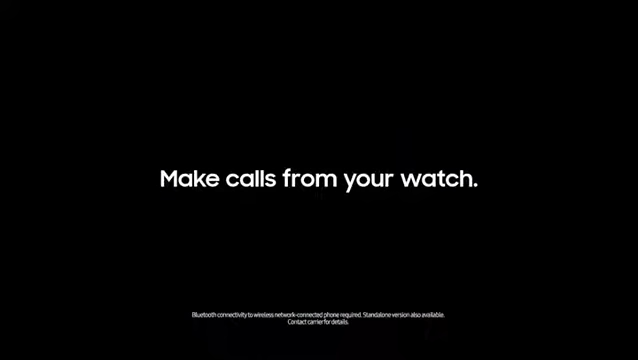 Make calls from your watch.
Bluetooth connectivity to wireless network-connected phone required. Standalone version also available.
Contact carrier for details.